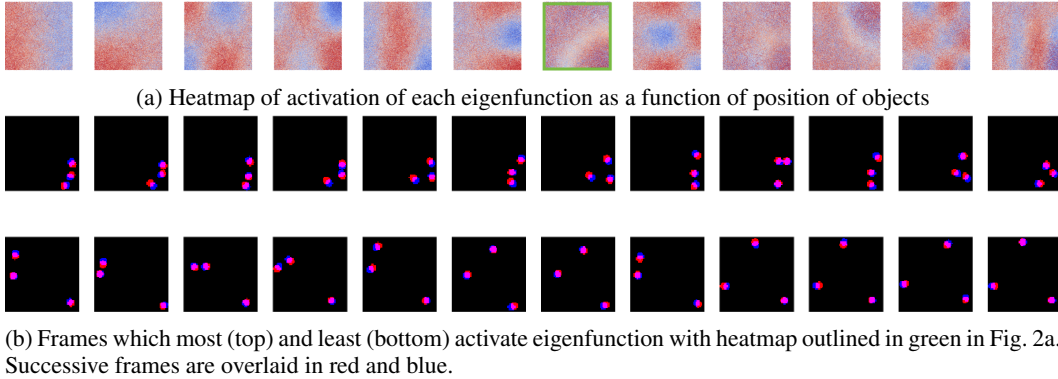 (a) Heatmap of activation of each eigenfunction as a function of position of objects
(b) Frames which most (top) and least (bottom) activate eigenfunction with heatmap outlined in green in Fig. 2a.
Successive frames are overlaid in red and blue.